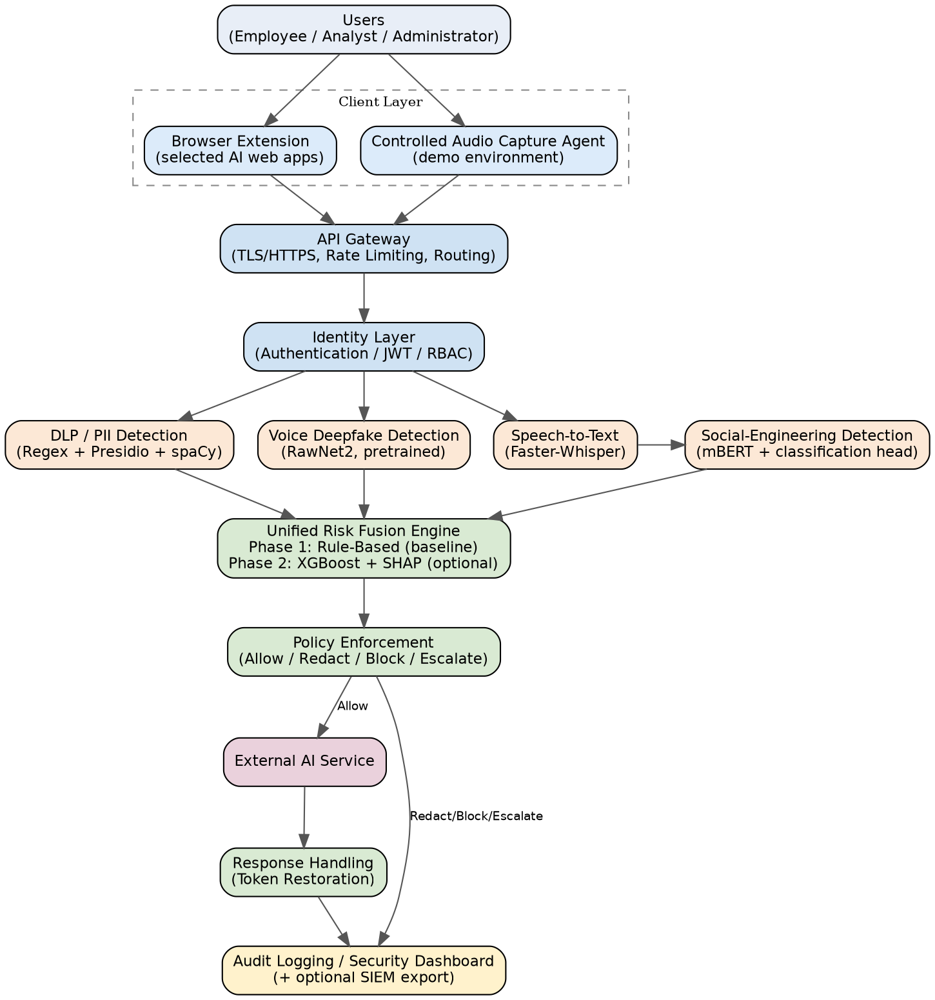 Users
(Employee / Analyst / Administrator)
Client Layer
Browser Extension
(selected AI web apps)
Controlled Audio Capture Agent
(demo environment)
API Gateway
(TLS/HTTPS, Rate Limiting, Routing)
Identity Layer
(Authentication / JWT / RBAC)
DLP / PII Detection
(Regex + Presidio + spaCy)
Voice Deepfake Detection
(RawNet2, pretrained)
Speech-to-Text
(Faster-Whisper)
Social-Engineering Detection
(mBERT + classification head)
Unified Risk Fusion Engine
Phase 1: Rule-Based (baseline)
Phase 2: XGBoost + SHAP (optional)
Policy Enforcement
(Allow / Redact / Block / Escalate)
Allow
External AI Service
Redact/Block/Escalate
Response Handling
(Token Restoration)
Audit Logging / Security Dashboard
(+ optional SIEM export)